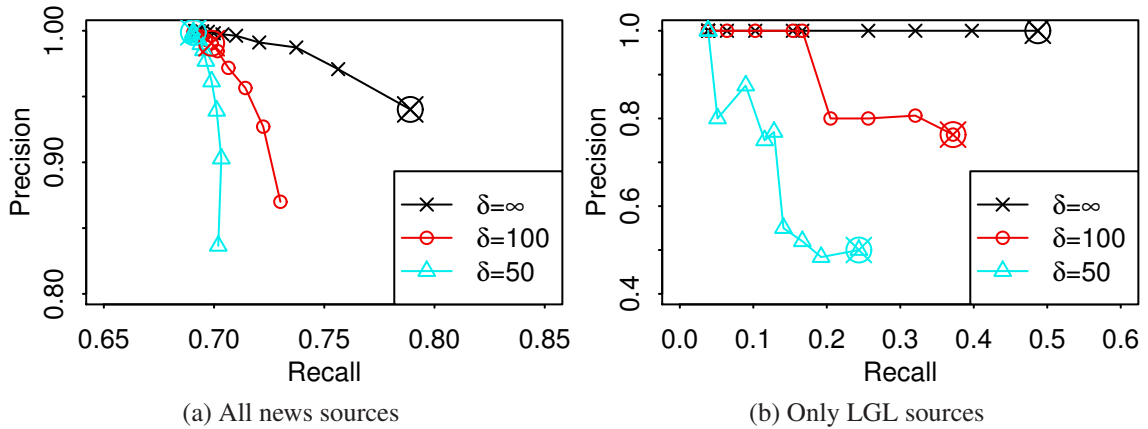 1.00
0.90
0.80
Precision
0.65 0.70 0.75 0.80 0.85
Recall
δ=∞
δ=100
δ=50
(a) All news sources
1.0
0.8
0.6
0.4
Precision
0.0 0.1 0.2 0.3 0.4 0.5 0.6
Recall
δ=∞
δ=100
δ=50
(b) Only LGL sources